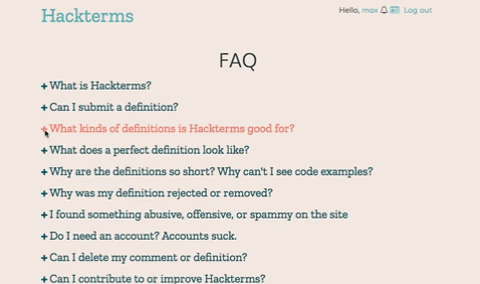 Hackterms
Hello, max Log out
FAQ
+ What is Hackterms?
+ Can I submit a definition?
+ What kinds of definitions is Hackterms good for?
+ What does a perfect definition look like?
+ Why are the definitions so short? Why can't I see code examples?
+ Why was my definition rejected or removed?
+ I found something abusive, offensive, or spammy on the site
+ Do I need an account? Accounts suck.
+ Can I delete my comment or definition?
+ Can I contribute to or improve Hackterms?